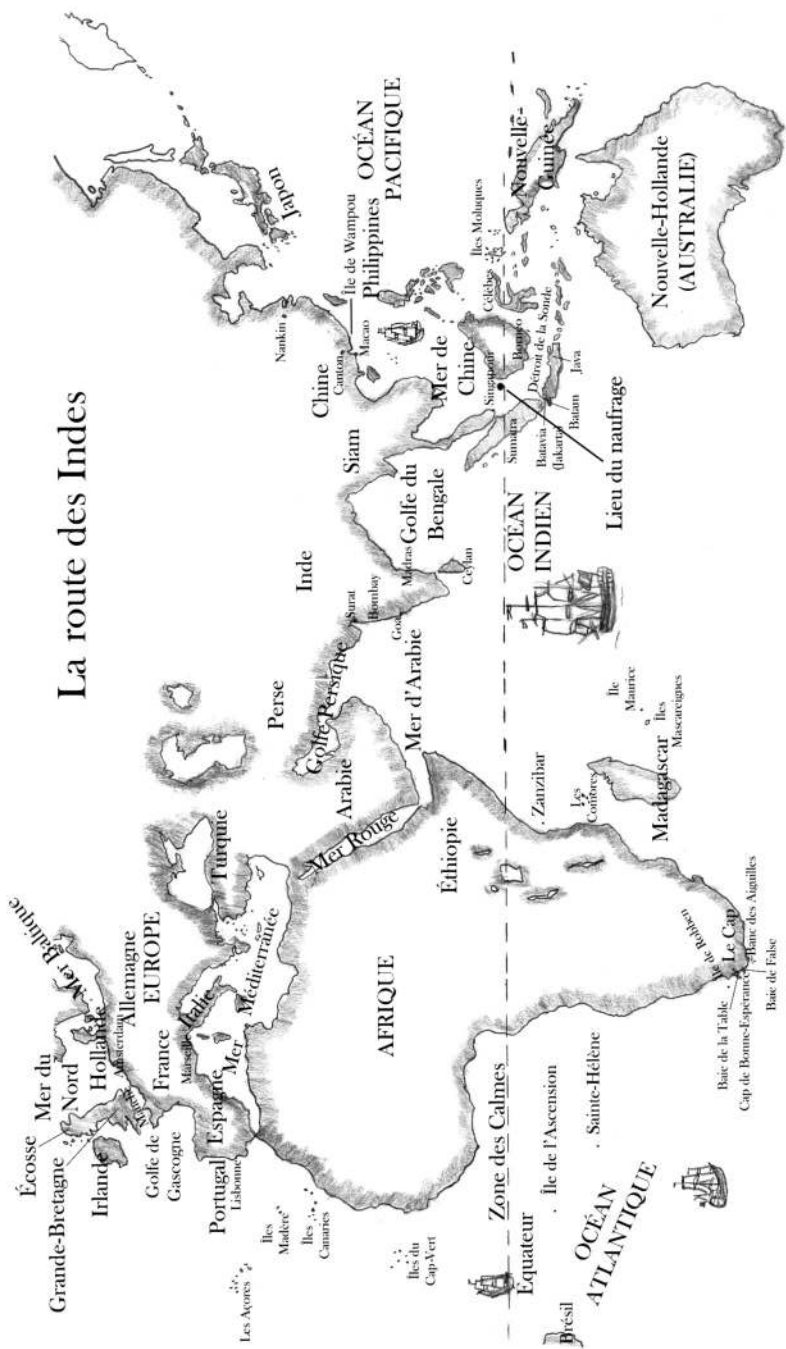 La route des Indes
Écosse
Grande-Bretagne
Irlande
Mer du
Nord
Mer Baltique
Hollande
Amsterdam
Manche
Allemagne
EUROPE
France
Golfe de
Gascogne
Marseille
Italie
Espagne
Portugal
Lisbonne
Mer
Méditerranée
Turquie
Les Açores
Îles
Madère
Îles
Canaries
Îles du
Cap-Vert
AFRIQUE
Mer Rouge
Arabie
Éthiopie
Perse
Golfe Persique
Mer d'Arabie
Inde
Surat
Bombay
Goa
Madras
Ceylan
Golfe du
Bengale
Siam
Chine
Nankin
Canton
Macao
Île de Wampou
Japon
OCÉAN
PACIFIQUE
Philippines
Mer de
Chine
Singapour
Bornéo
Célèbes
Îles Moluques
Nouvelle-
Guinée
Sumatra
Détroit de la Sonde
Batavia
(Jakarta)
Batam
Java
Lieu du naufrage
Nouvelle-Hollande
(AUSTRALIE)
OCÉAN
INDIEN
Zanzibar
Les
Combres
Madagascar
Île
Maurice
Îles
Mascareignes
Zone des Calmes
Équateur
Île de l'Ascension
Sainte-Hélène
OCÉAN
ATLANTIQUE
Brésil
Île de Robben
Le Cap
Baie de la Table
Cap de Bonne-Espérance
Banc des Aiguilles
Baie de False